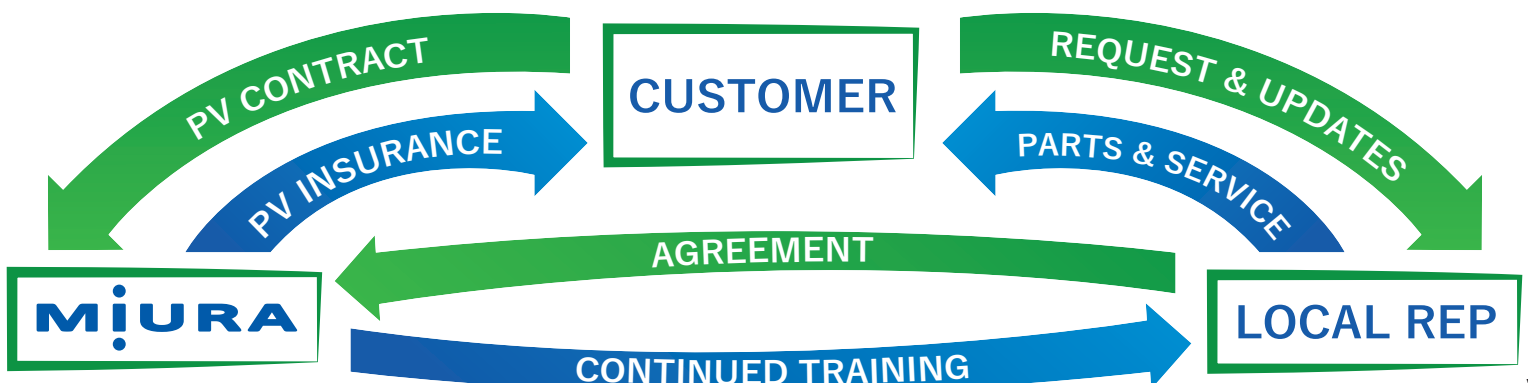 PV CONTRACT
PV INSURANCE
CUSTOMER
REQUEST & UPDATES
PARTS & SERVICE
AGREEMENT
MiURA
LOCAL REP
CONTINUED TRAINING